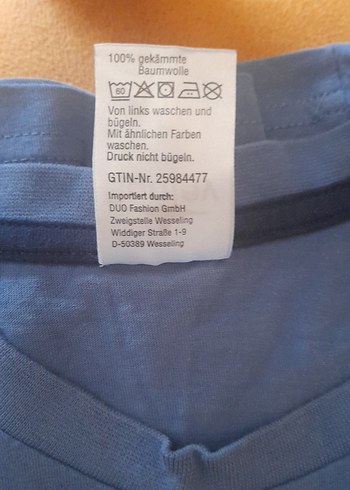 100% gekämmte
Baumwolle
60
Von links waschen und
bügeln.
Mit ähnlichen Farben
waschen.
Druck nicht bügeln.
GTIN-Nr. 25984477
Importiert durch:
DUO Fashion GmbH
Zweigstelle Wesseling
Widdiger Straße 1-9
D-50389 Wesseling